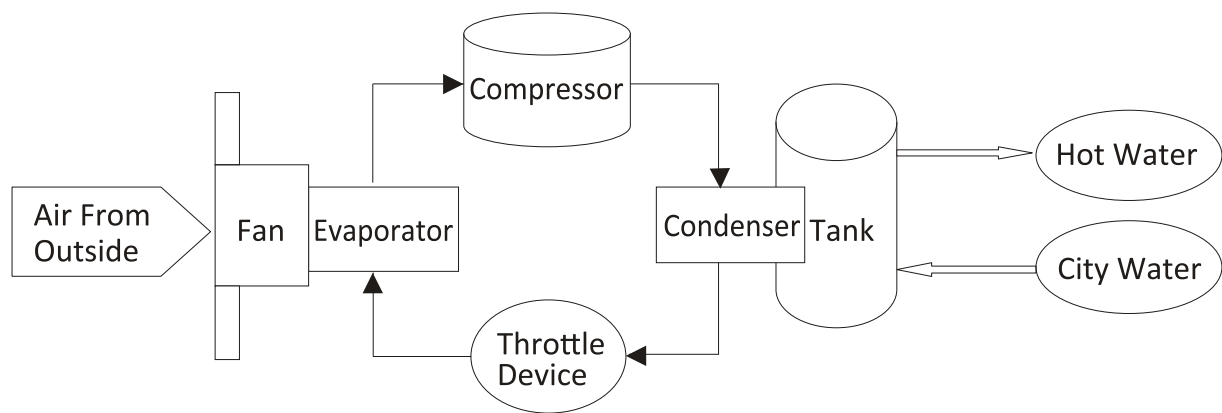 Compressor
Air From
Outside
Fan
Evaporator
Condenser
Tank
Hot Water
City Water
Throttle
Device